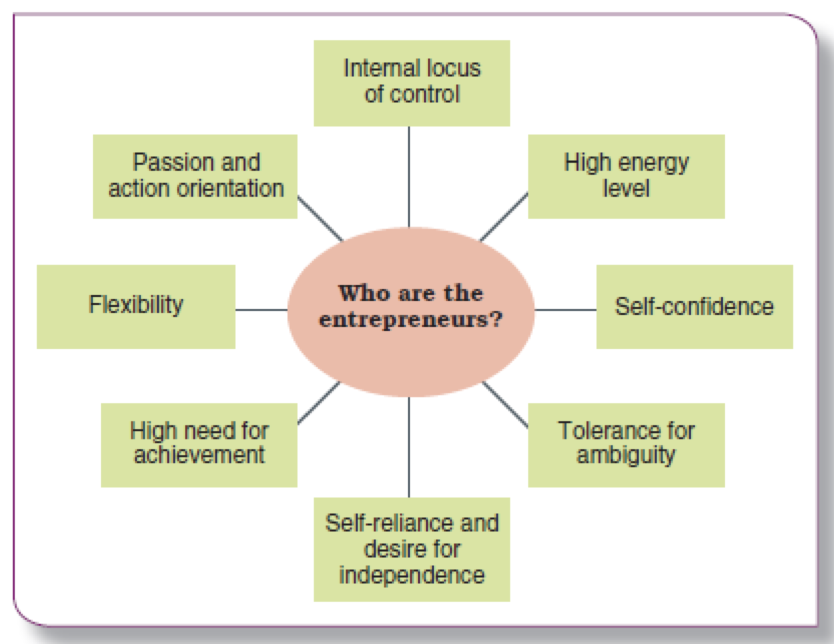 Internal locus
of control
Passion and
action orientation
High energy
level
Flexibility
Who are the
entrepreneurs?
Self-confidence
High need for
achievement
Tolerance for
ambiguity
Self-reliance and
desire for
independence